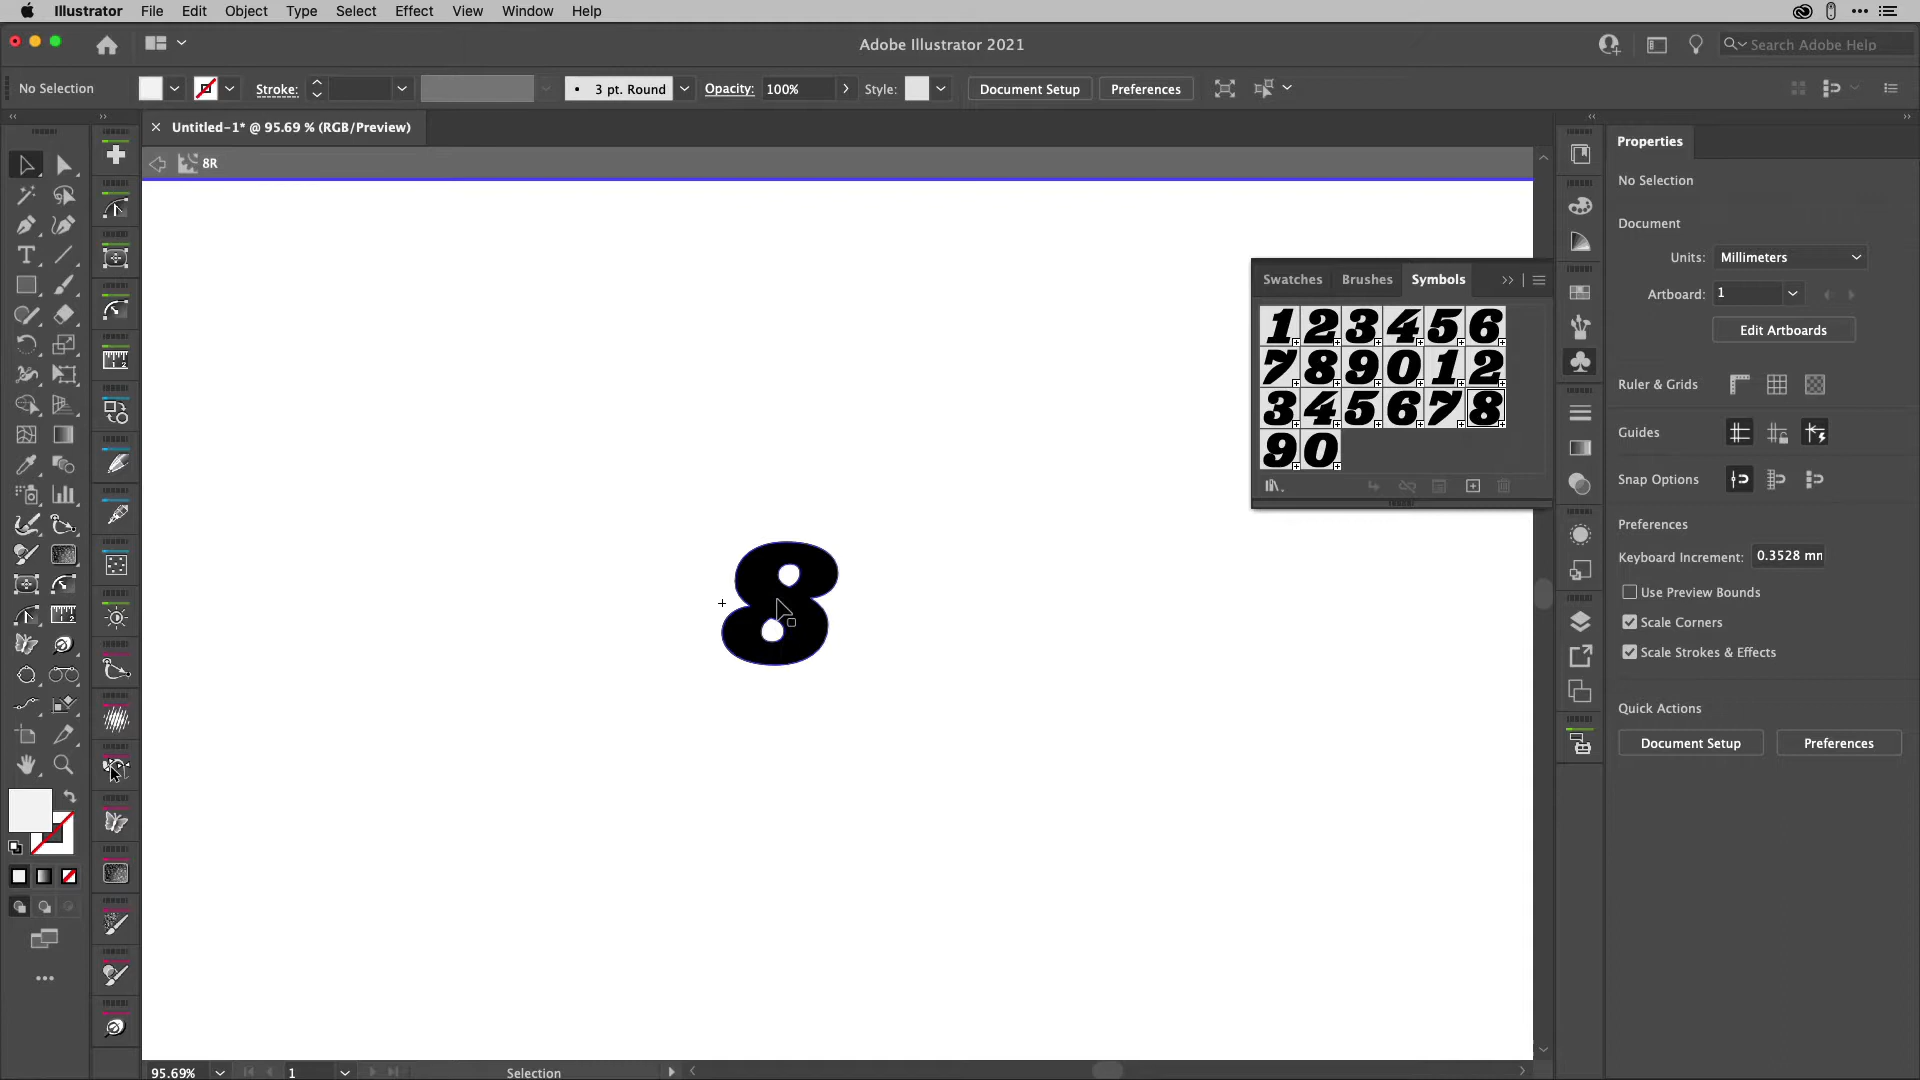 Illustrator File Edit Object Type Select Effect View Window Help
Adobe Illustrator 2021
Search Adobe Help
No Selection
Stroke:
3 pt. Round
Opacity: 100%
Style:
Document Setup
Preferences
Untitled-1* @ 95.69 % (RGB/Preview)
8R
Properties
No Selection
Document
Units: Millimeters
Artboard: 1
Edit Artboards
Ruler & Grids
Guides
Snap Options
Preferences
Keyboard Increment: 0.3528 mm
Use Preview Bounds
Scale Corners
Scale Strokes & Effects
Quick Actions
Document Setup
Preferences
Swatches Brushes Symbols
1 2 3 4 5 6
7 8 9 0 1 2
3 4 5 6 7 8
9 0
8
95.69%
1
Selection